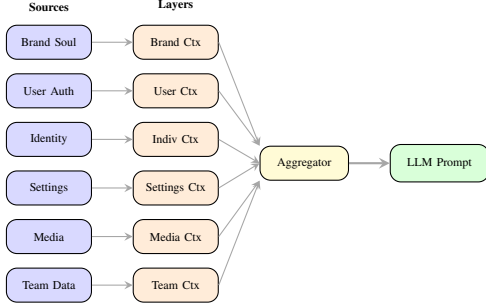 Sources
Layers
Brand Soul
Brand Ctx
User Auth
User Ctx
Identity
Indiv Ctx
Aggregator
LLM Prompt
Settings
Settings Ctx
Media
Media Ctx
Team Data
Team Ctx